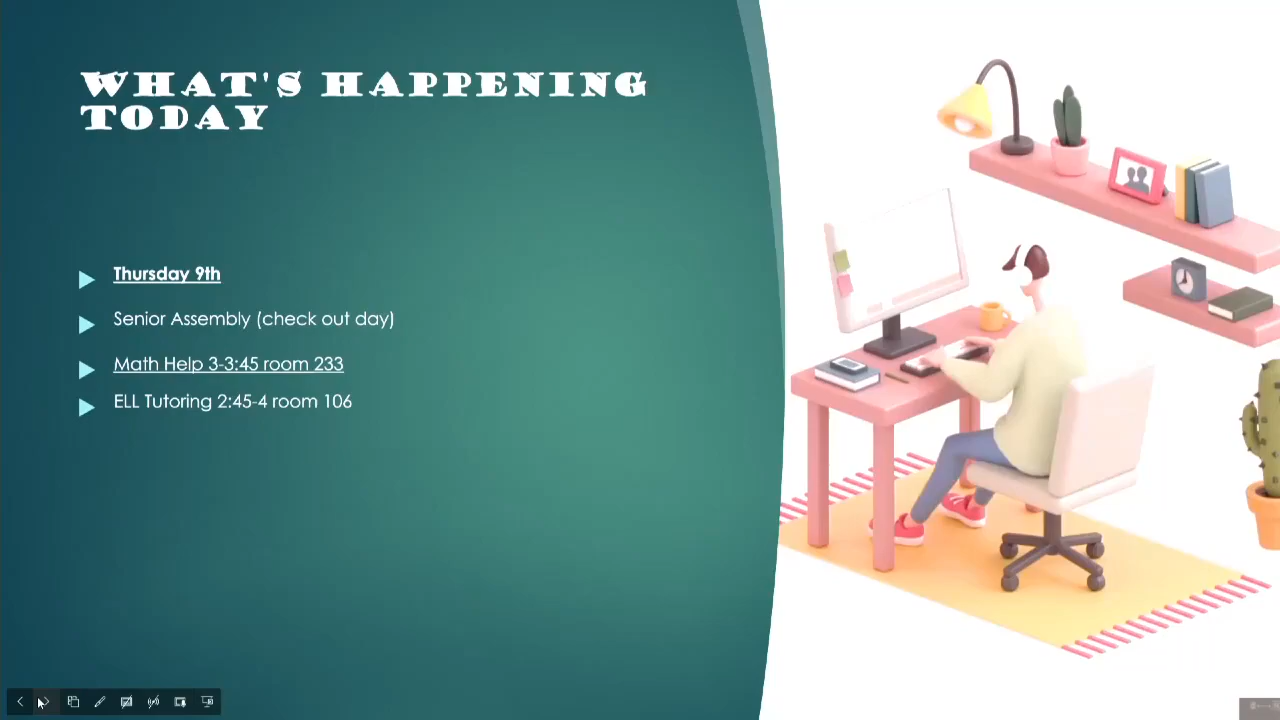 WHAT'S HAPPENING
TODAY
Thursday 9th
Senior Assembly (check out day)
Math Help 3-3:45 room 233
ELL Tutoring 2:45-4 room 106